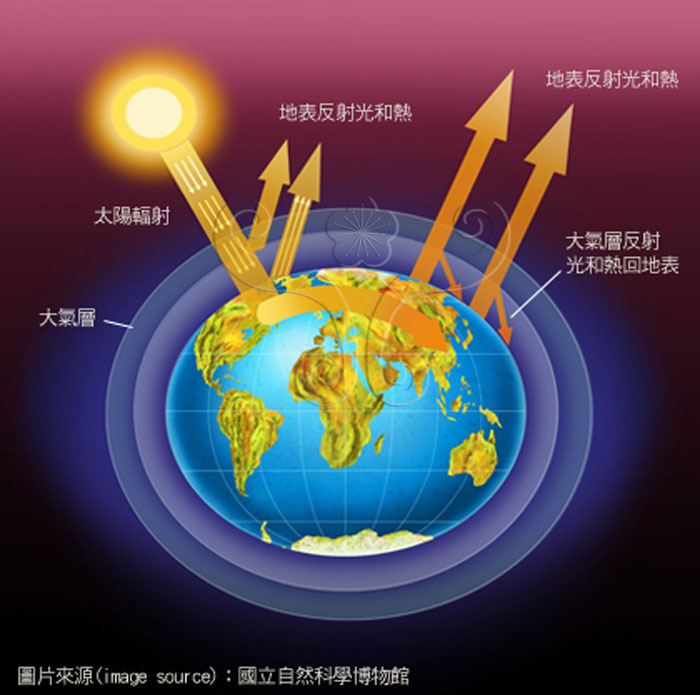 地表反射光和熱
地表反射光和熱
太陽輻射
大氣層反射
光和熱回地表
大氣層
圖片來源(image source)：國立自然科學博物館